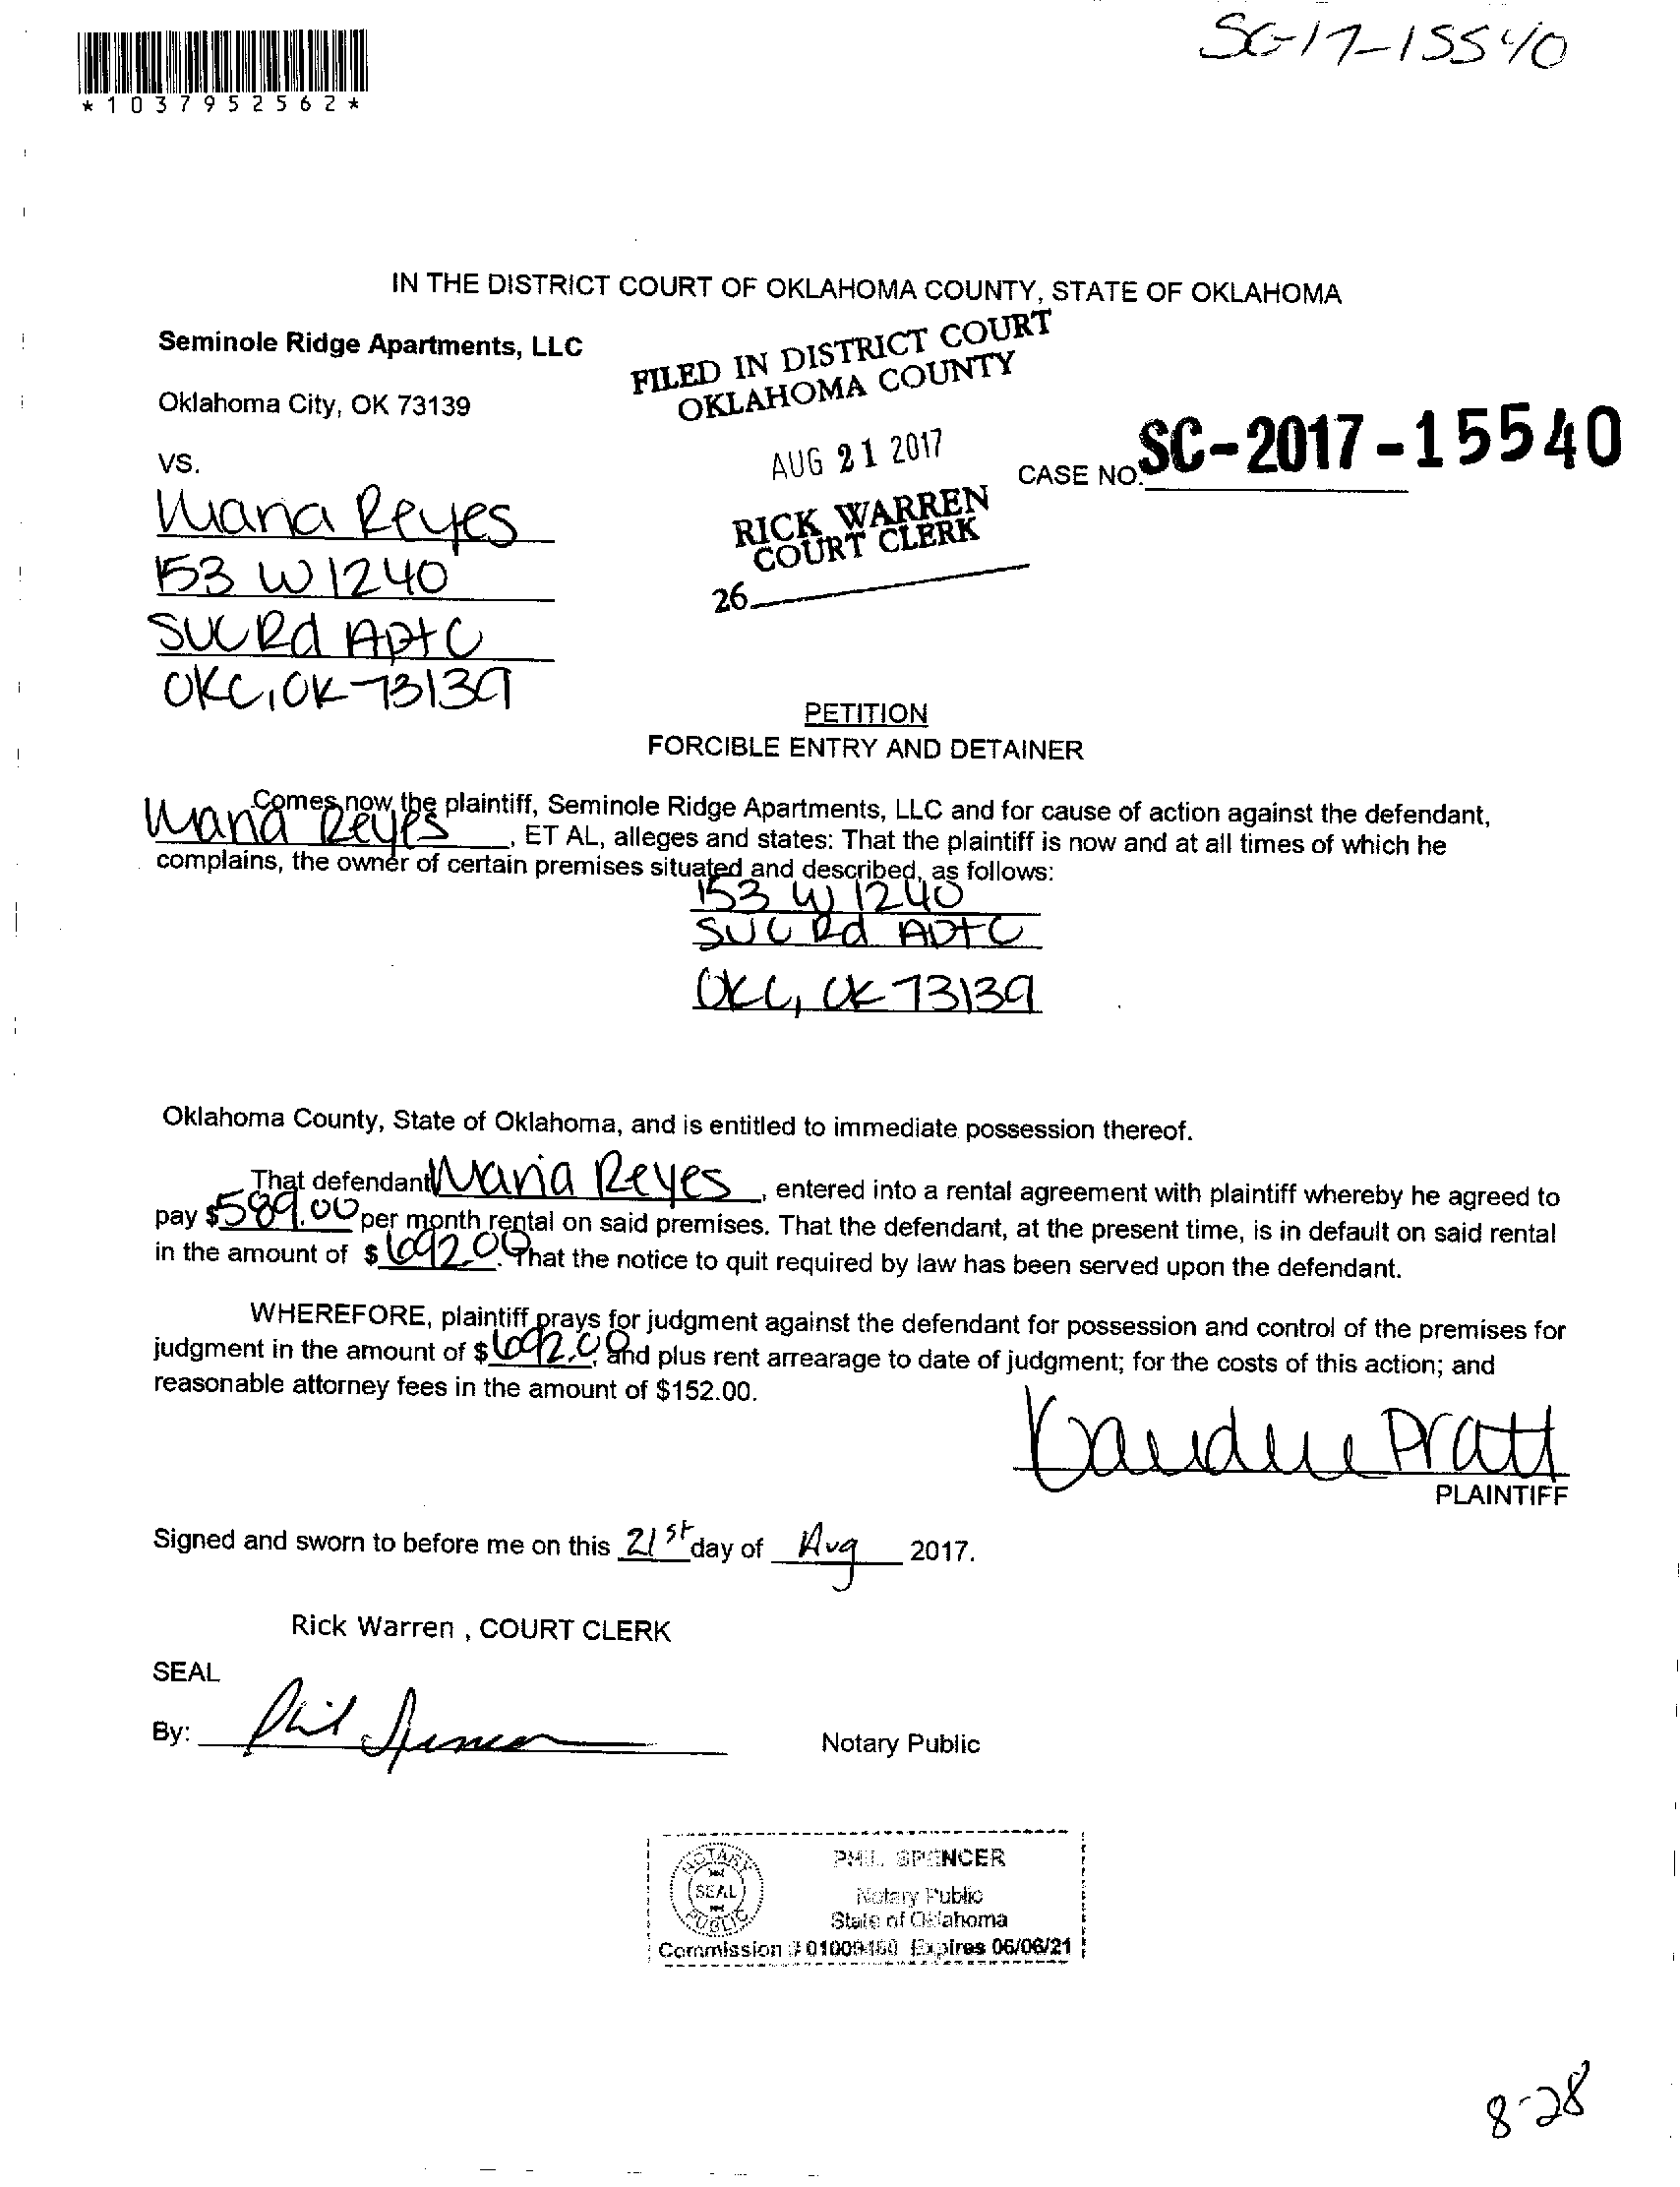 SC-17-15540
*1037952562*
IN THE DISTRICT COURT OF OKLAHOMA COUNTY, STATE OF OKLAHOMA
Seminole Ridge Apartments, LLC
Oklahoma City, OK 73139
VS.
FILED IN DISTRICT COURT
OKLAHOMA COUNTY
AUG 21 2017
RICK WARREN
COURT CLERK
26
CASE NO. SC-2017-15540
Maria Reyes
153 W 1240
SUC Rd Apt C
OKC, OK 73139
PETITION
FORCIBLE ENTRY AND DETAINER
Comes now the plaintiff, Seminole Ridge Apartments, LLC and for cause of action against the defendant,
Maria Reyes, ET AL, alleges and states: That the plaintiff is now and at all times of which he
complains, the owner of certain premises situated and described, as follows:
153 W 1240
SUC Rd Apt C
OKC, OK 73139
Oklahoma County, State of Oklahoma, and is entitled to immediate possession thereof.
That defendant Maria Reyes, entered into a rental agreement with plaintiff whereby he agreed to
pay $589.00 per month rental on said premises. That the defendant, at the present time, is in default on said rental
in the amount of $692.00. That the notice to quit required by law has been served upon the defendant.
WHEREFORE, plaintiff prays for judgment against the defendant for possession and control of the premises for
judgment in the amount of $692.00, and plus rent arrearage to date of judgment; for the costs of this action; and
reasonable attorney fees in the amount of $152.00.
Pratt
PLAINTIFF
Signed and sworn to before me on this 21st day of Aug 2017.
Rick Warren , COURT CLERK
SEAL
By: Phil Spencer
Notary Public
NOTARY
SEAL
PUBLIC
PHIL SPENCER
Notary Public
State of Oklahoma
Commission # Expires 06/06/21
8-28